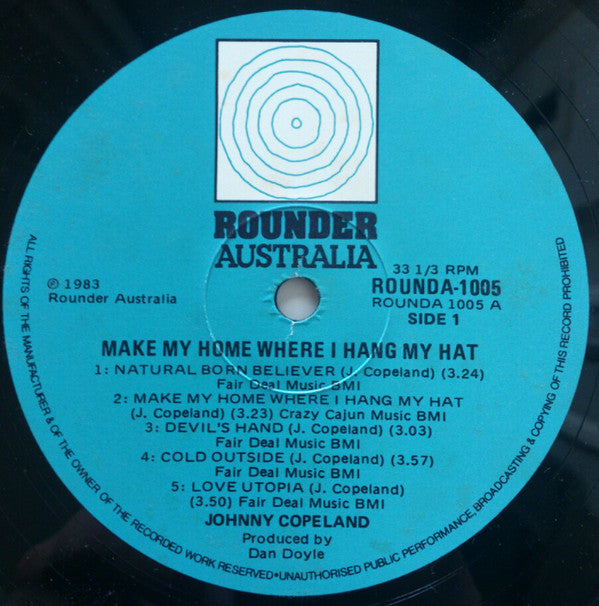 ROUNDER
AUSTRALIA
℗ 1983
Rounder Australia
33 1/3 RPM
ROUNDA-1005
ROUNDA 1005 A
SIDE 1
MAKE MY HOME WHERE I HANG MY HAT
1: NATURAL BORN BELIEVER (J. Copeland) (3.24)
Fair Deal Music BMI
2: MAKE MY HOME WHERE I HANG MY HAT
(J. Copeland) (3.23) Crazy Cajun Music BMI
3: DEVIL'S HAND (J. Copeland) (3.03)
Fair Deal Music BMI
4: COLD OUTSIDE (J. Copeland) (3.57)
Fair Deal Music BMI
5: LOVE UTOPIA (J. Copeland)
(3.50) Fair Deal Music BMI
JOHNNY COPELAND
Produced by
Dan Doyle
ALL RIGHTS OF THE MANUFACTURER & OF THE OWNER OF THE RECORDED WORK RESERVED•UNAUTHORISED PUBLIC PERFORMANCE, BROADCASTING & COPYING OF THIS RECORD PROHIBITED